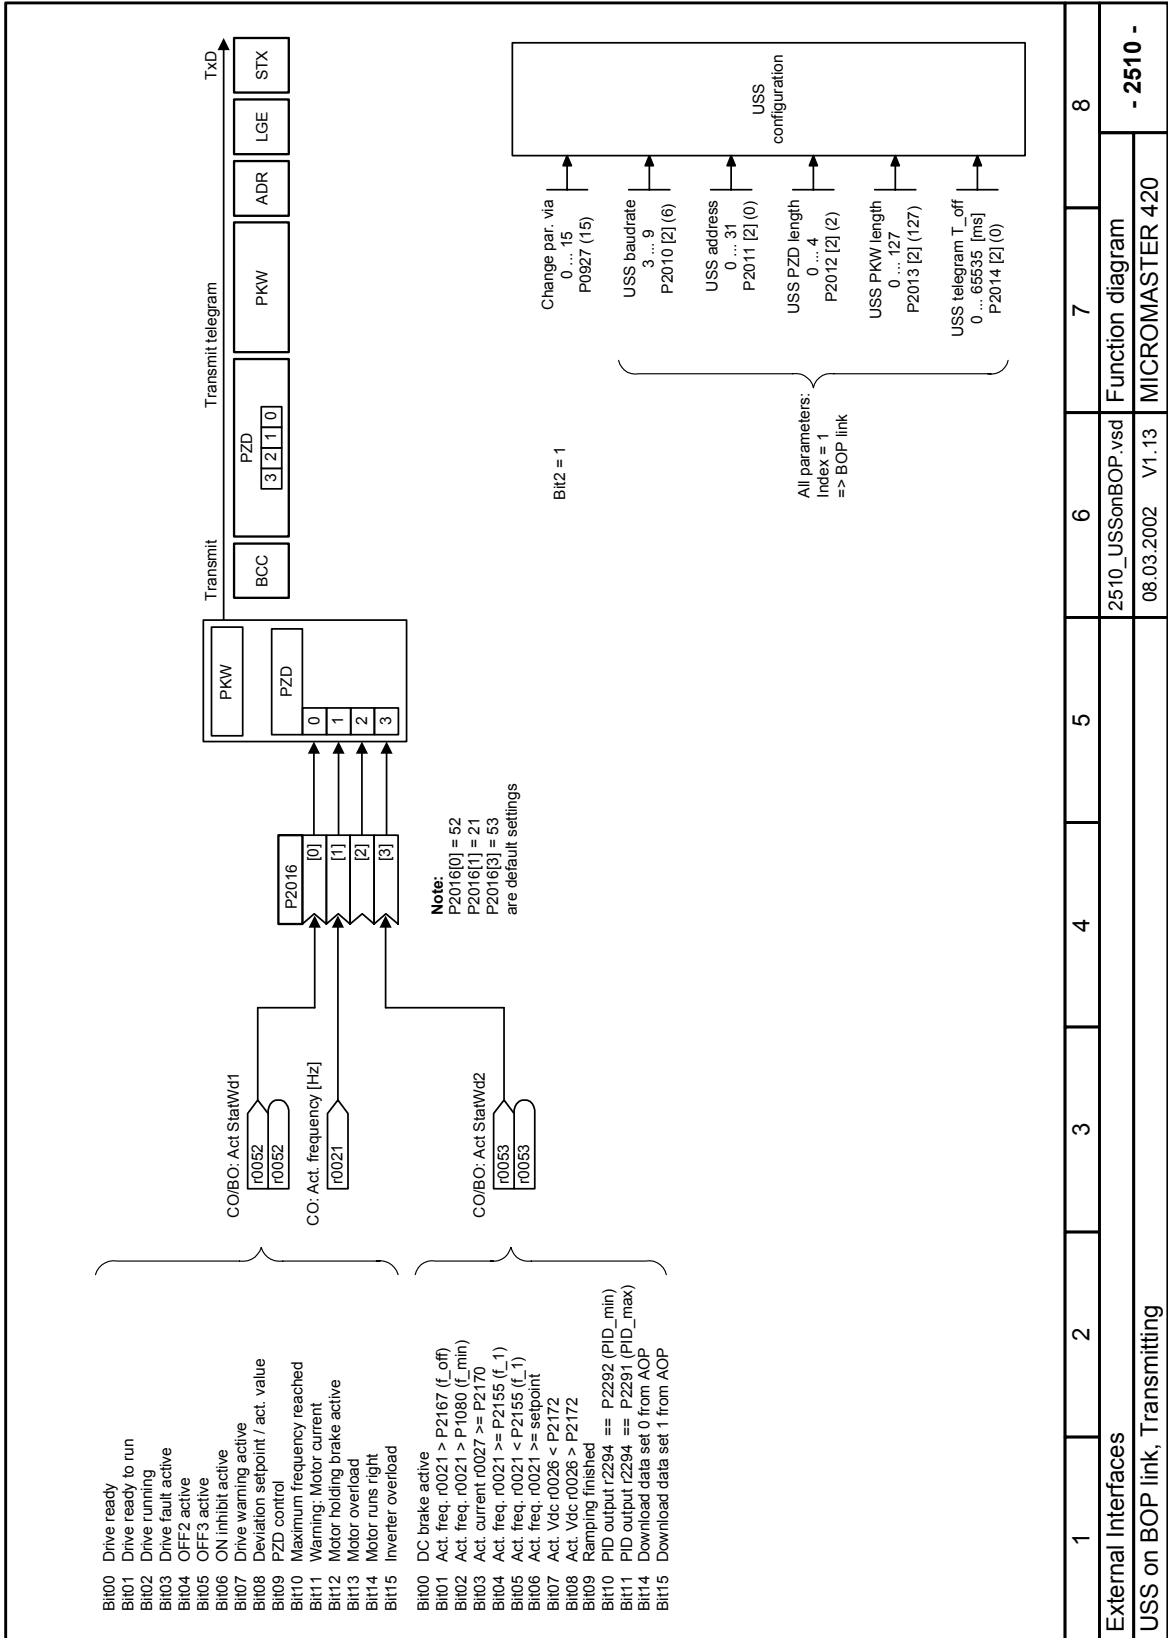 Bit00 Drive ready
Bit01 Drive ready to run
Bit02 Drive running
Bit03 Drive fault active
Bit04 OFF2 active
Bit05 OFF3 active
Bit06 ON inhibit active
Bit07 Drive warning active
Bit08 Deviation setpoint / act. value
Bit09 PZD control
Bit10 Maximum frequency reached
Bit11 Warning: Motor current
Bit12 Motor holding brake active
Bit13 Motor overload
Bit14 Motor runs right
Bit15 Inverter overload
Bit00 DC brake active
Bit01 Act. freq. r0021 > P2167 (f_off)
Bit02 Act. freq. r0021 > P1080 (f_min)
Bit03 Act. current r0027 >= P2170
Bit04 Act. freq. r0021 >= P2155 (f_1)
Bit05 Act. freq. r0021 < P2155 (f_1)
Bit06 Act. freq. r0021 >= setpoint
Bit07 Act. Vdc r0026 < P2172
Bit08 Act. Vdc r0026 > P2172
Bit09 Ramping finished
Bit10 PID output r2294 == P2292 (PID_min)
Bit11 PID output r2294 == P2291 (PID_max)
Bit14 Download data set 0 from AOP
Bit15 Download data set 1 from AOP
CO/BO: Act StatWd1
r0052
r0052
CO: Act. frequency [Hz]
r0021
CO/BO: Act StatWd2
r0053
r0053
P2016
[0]
[1]
[2]
[3]
Note:
P2016[0] = 52
P2016[1] = 21
P2016[3] = 53
are default settings
PKW
PZD
0
1
2
3
Transmit
Transmit telegram
TxD
BCC
PZD
3 2 1 0
PKW
ADR
LGE
STX
Bit2 = 1
All parameters:
Index = 1
=> BOP link
Change par. via
0 ... 15
P0927 (15)
USS baudrate
3 ... 9
P2010 [2] (6)
USS address
0 ... 31
P2011 [2] (0)
USS PZD length
0 ... 4
P2012 [2] (2)
USS PKW length
0 ... 127
P2013 [2] (127)
USS telegram T_off
0 ... 65535 [ms]
P2014 [2] (0)
USS
configuration
1 2 3 4 5 6 7 8
External Interfaces
2510_USSonBOP.vsd
Function diagram
- 2510 -
USS on BOP link, Transmitting
08.03.2002 V1.13
MICROMASTER 420